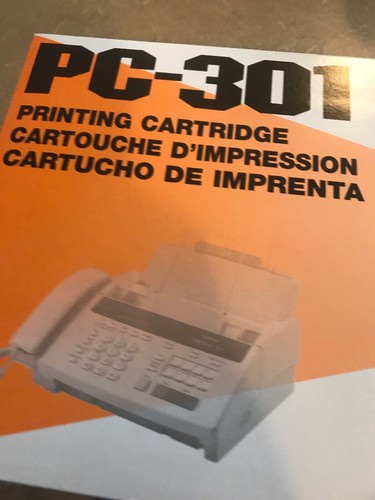 PC-301
PRINTING CARTRIDGE
CARTOUCHE D'IMPRESSION
CARTUCHO DE IMPRENTA